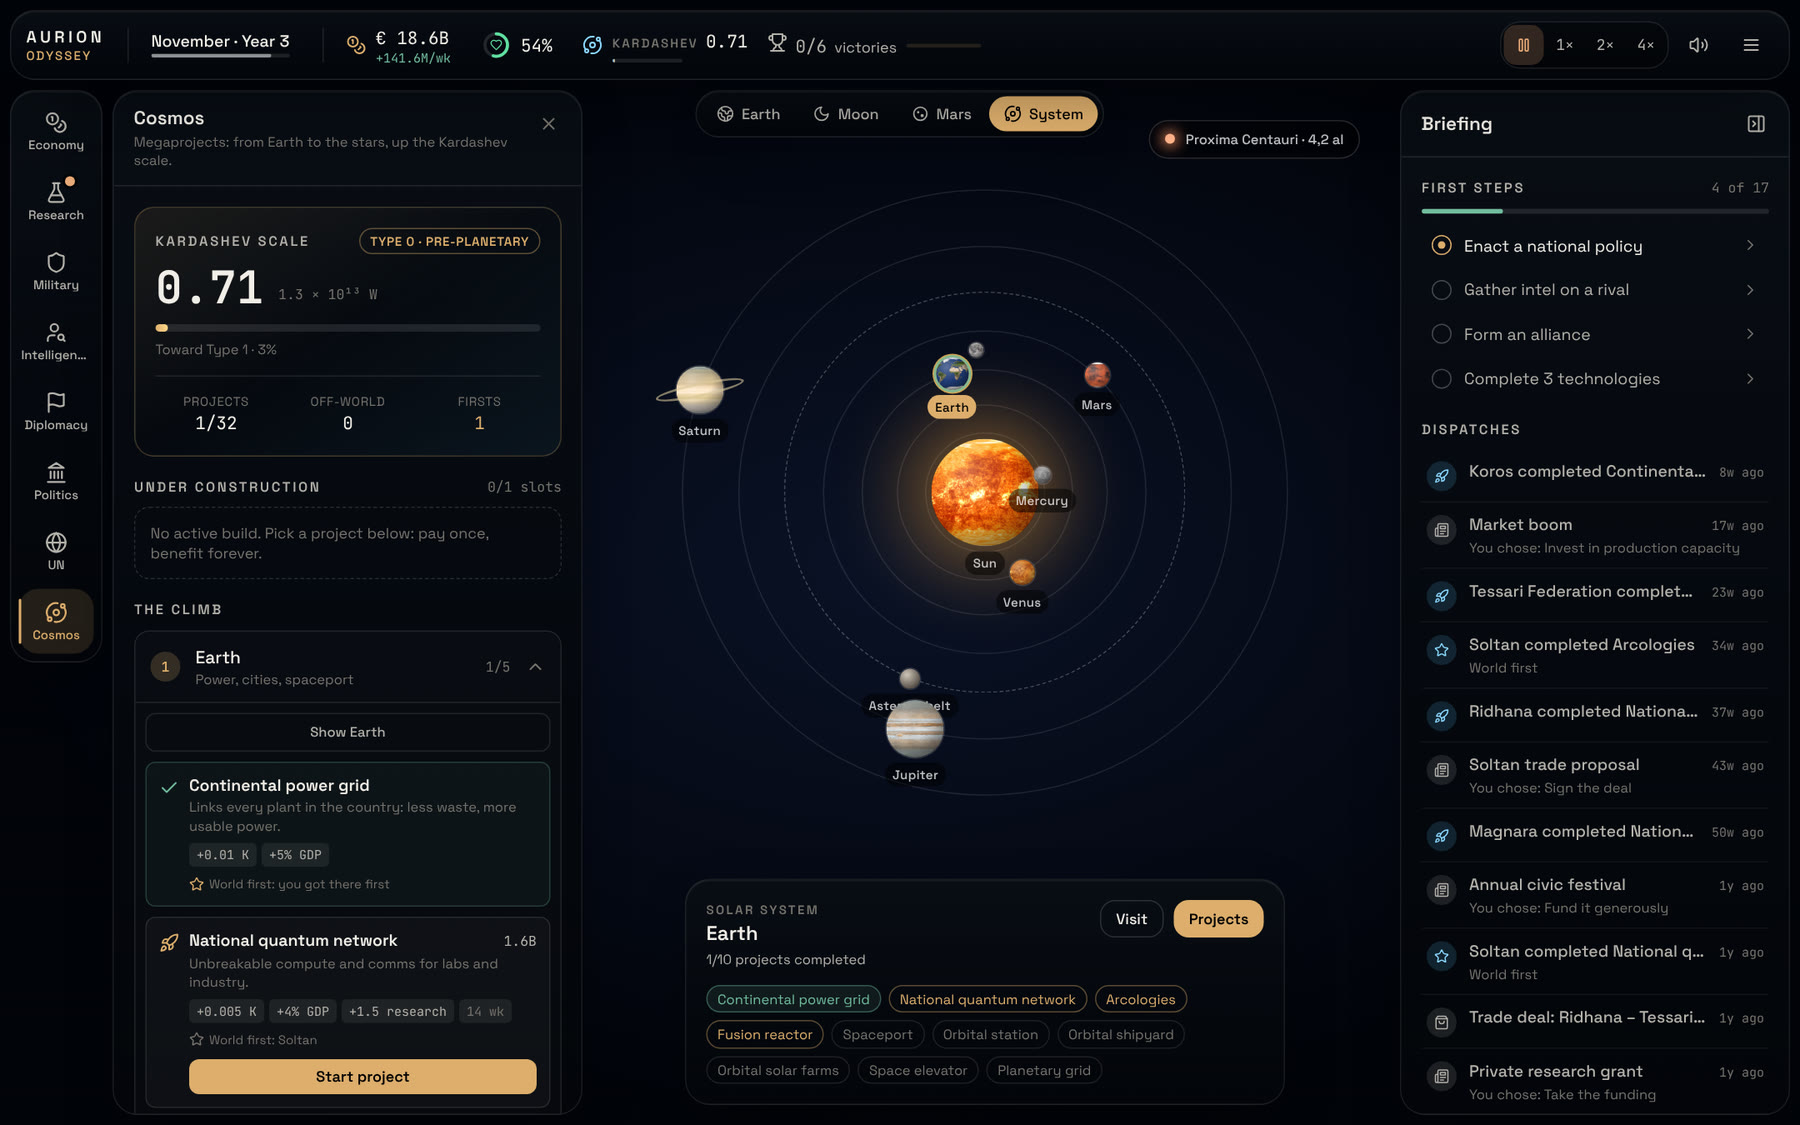 AURION
ODYSSEY
November · Year 3
€ 18.6B
+141.6M/wk
54%
KARDASHEV 0.71
0/6 victories
1×
2×
4×
Economy
Research
Military
Intelligen...
Diplomacy
Politics
UN
Cosmos
Cosmos
Megaprojects: from Earth to the stars, up the Kardashev
scale.
KARDASHEV SCALE
TYPE 0 · PRE-PLANETARY
0.71 1.3 × 10¹³ W
Toward Type 1 · 3%
PROJECTS
1/32
OFF-WORLD
0
FIRSTS
1
UNDER CONSTRUCTION
0/1 slots
No active build. Pick a project below: pay once,
benefit forever.
THE CLIMB
1
Earth
Power, cities, spaceport
1/5
Show Earth
Continental power grid
Links every plant in the country: less waste, more
usable power.
+0.01 K
+5% GDP
World first: you got there first
National quantum network
1.6B
Unbreakable compute and comms for labs and
industry.
+0.005 K
+4% GDP
+1.5 research
14 wk
World first: Soltan
Start project
Earth
Moon
Mars
System
Proxima Centauri · 4,2 al
Saturn
Earth
Mars
Mercury
Sun
Venus
Jupiter
SOLAR SYSTEM
Earth
1/10 projects completed
Visit
Projects
Continental power grid
National quantum network
Arcologies
Fusion reactor
Spaceport
Orbital station
Orbital shipyard
Orbital solar farms
Space elevator
Planetary grid
Briefing
FIRST STEPS
4 of 17
Enact a national policy
Gather intel on a rival
Form an alliance
Complete 3 technologies
DISPATCHES
Koros completed Continenta... 8w ago
Market boom 17w ago
You chose: Invest in production capacity
Tessari Federation complet... 23w ago
Soltan completed Arcologies 34w ago
World first
Ridhana completed Nationa... 37w ago
Soltan trade proposal 43w ago
You chose: Sign the deal
Magnara completed Nation... 50w ago
Annual civic festival 1y ago
You chose: Fund it generously
Soltan completed National q... 1y ago
World first
Trade deal: Ridhana – Tessari... 1y ago
Private research grant 1y ago
You chose: Take the funding